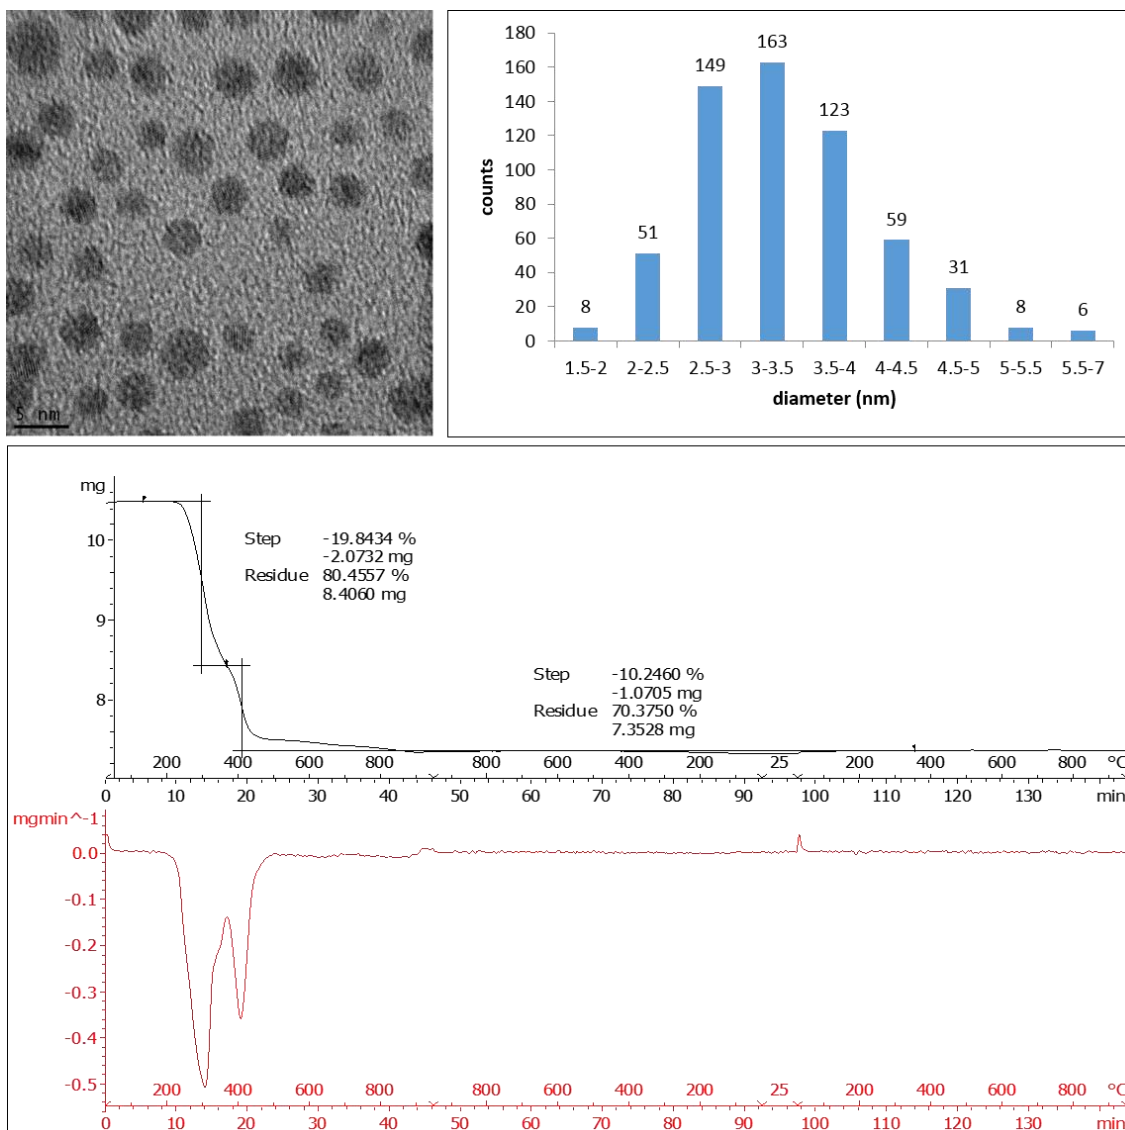 5 nm
180
160
140
120
100
80
60
40
20
0
counts
8
51
149
163
123
59
31
8
6
1.5-2 2-2.5 2.5-3 3-3.5 3.5-4 4-4.5 4.5-5 5-5.5 5.5-7
diameter (nm)
mg
10
9
8
Step -19.8434 %
-2.0732 mg
Residue 80.4557 %
8.4060 mg
Step -10.2460 %
-1.0705 mg
Residue 70.3750 %
7.3528 mg
200 400 600 800 800 600 400 200 25 200 400 600 800 °C
0 10 20 30 40 50 60 70 80 90 100 110 120 130 min
mgmin^-1
0.0
-0.1
-0.2
-0.3
-0.4
-0.5
200 400 600 800 800 600 400 200 25 200 400 600 800 °C
0 10 20 30 40 50 60 70 80 90 100 110 120 130 min